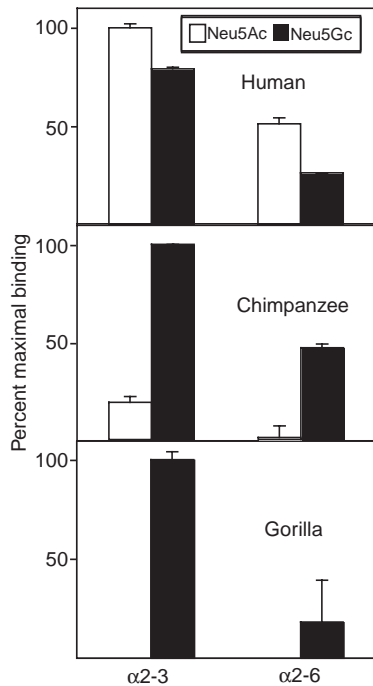 Percent maximal binding
100
50
Neu5Ac Neu5Gc
Human
100
50
Chimpanzee
100
50
Gorilla
α2-3 α2-6